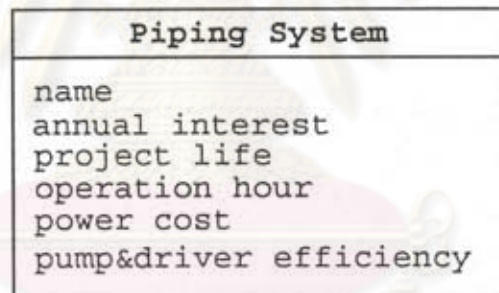 Piping System
name
annual interest
project life
operation hour
power cost
pump&driver efficiency